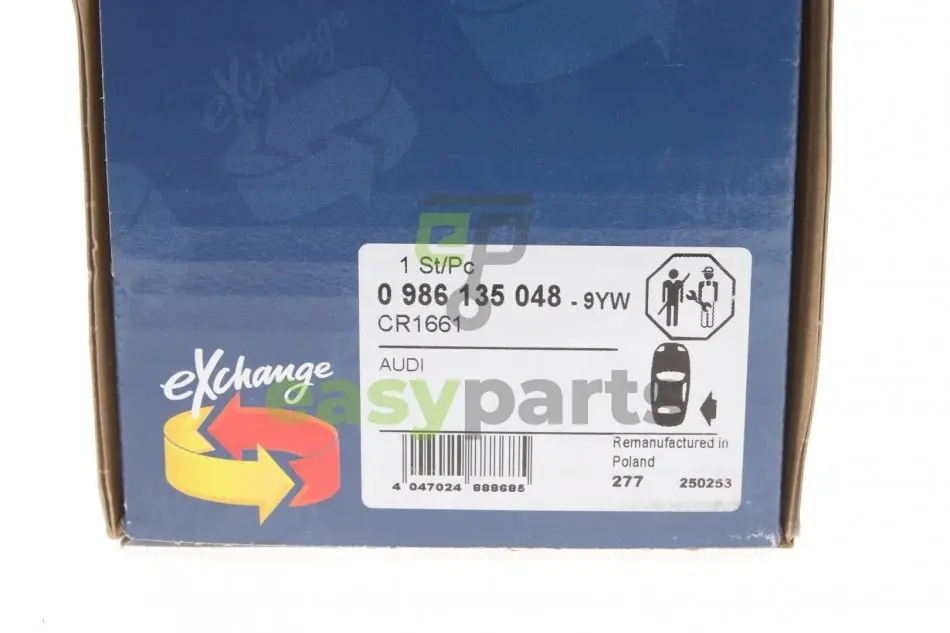 eXchange
ep
1 St/Pc
0 986 135 048 - 9YW
CR1661
AUDI
eXchange
easyparts
Remanufactured in
Poland
277 250253
4 047024 888685